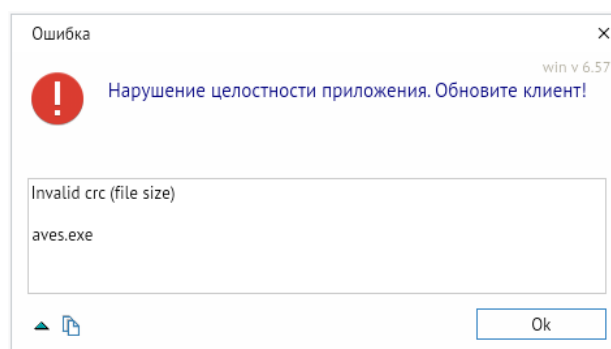 Ошибка
win v 6.57
Нарушение целостности приложения. Обновите клиент!
Invalid crc (file size)
aves.exe
Ok